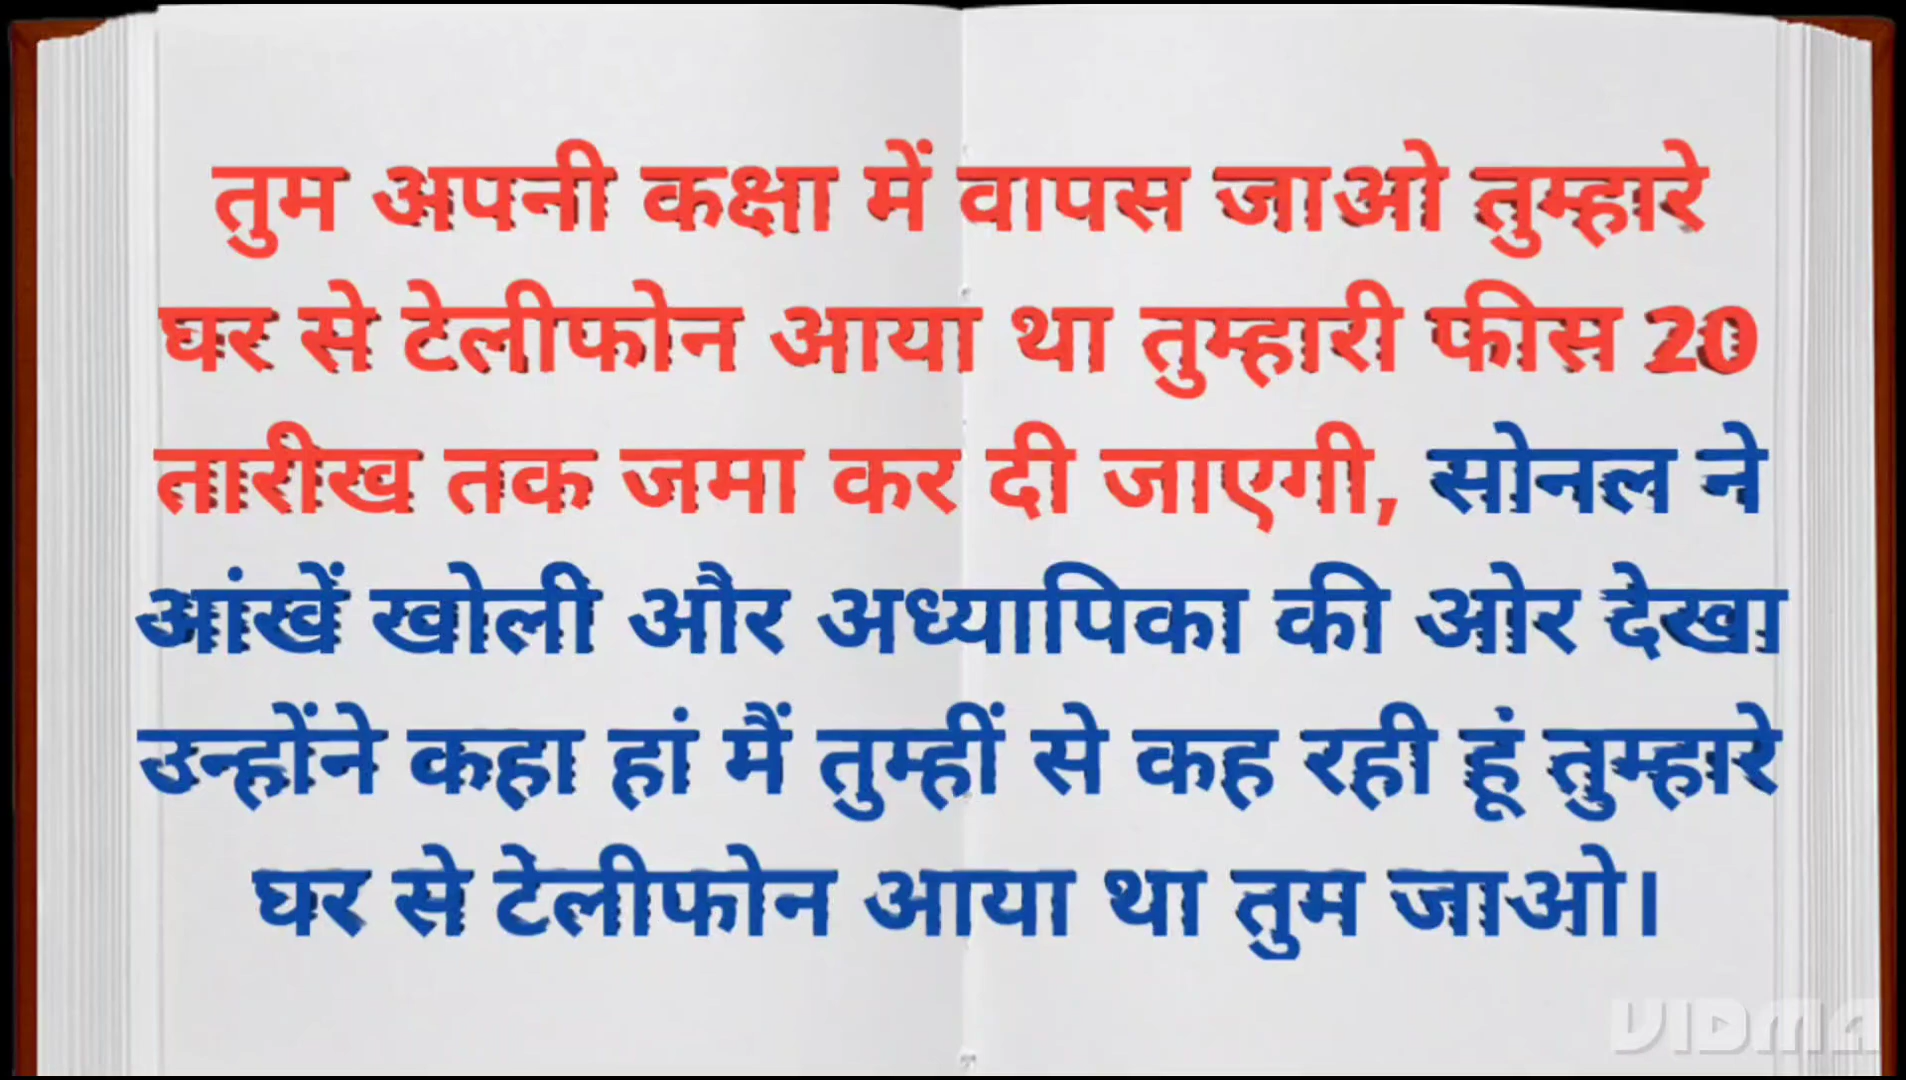 तुम अपनी कक्षा में वापस जाओ तुम्हारे
घर से टेलीफोन आया था तुम्हारी फीस 20
तारीख तक जमा कर दी जाएगी, सोनल ने
आंखें खोली और अध्यापिका की ओर देखा
उन्होंने कहा हां मैं तुम्हीं से कह रही हूं तुम्हारे
घर से टेलीफोन आया था तुम जाओ।
VIDMA